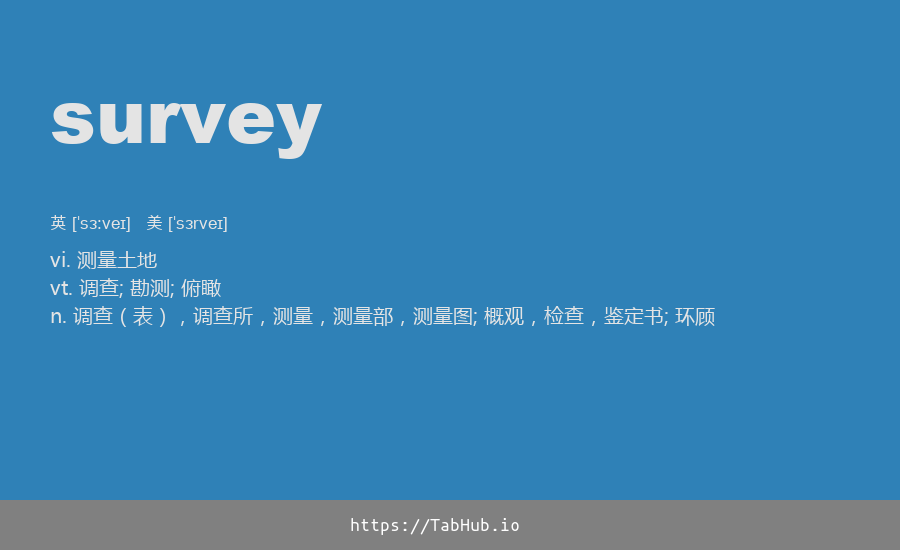 survey
英 [ˈsɜːveɪ] 美 [ˈsɜrveɪ]
vi. 测量土地
vt. 调查; 勘测; 俯瞰
n. 调查（表），调查所，测量，测量部，测量图; 概观，检查，鉴定书; 环顾
https://TabHub.io